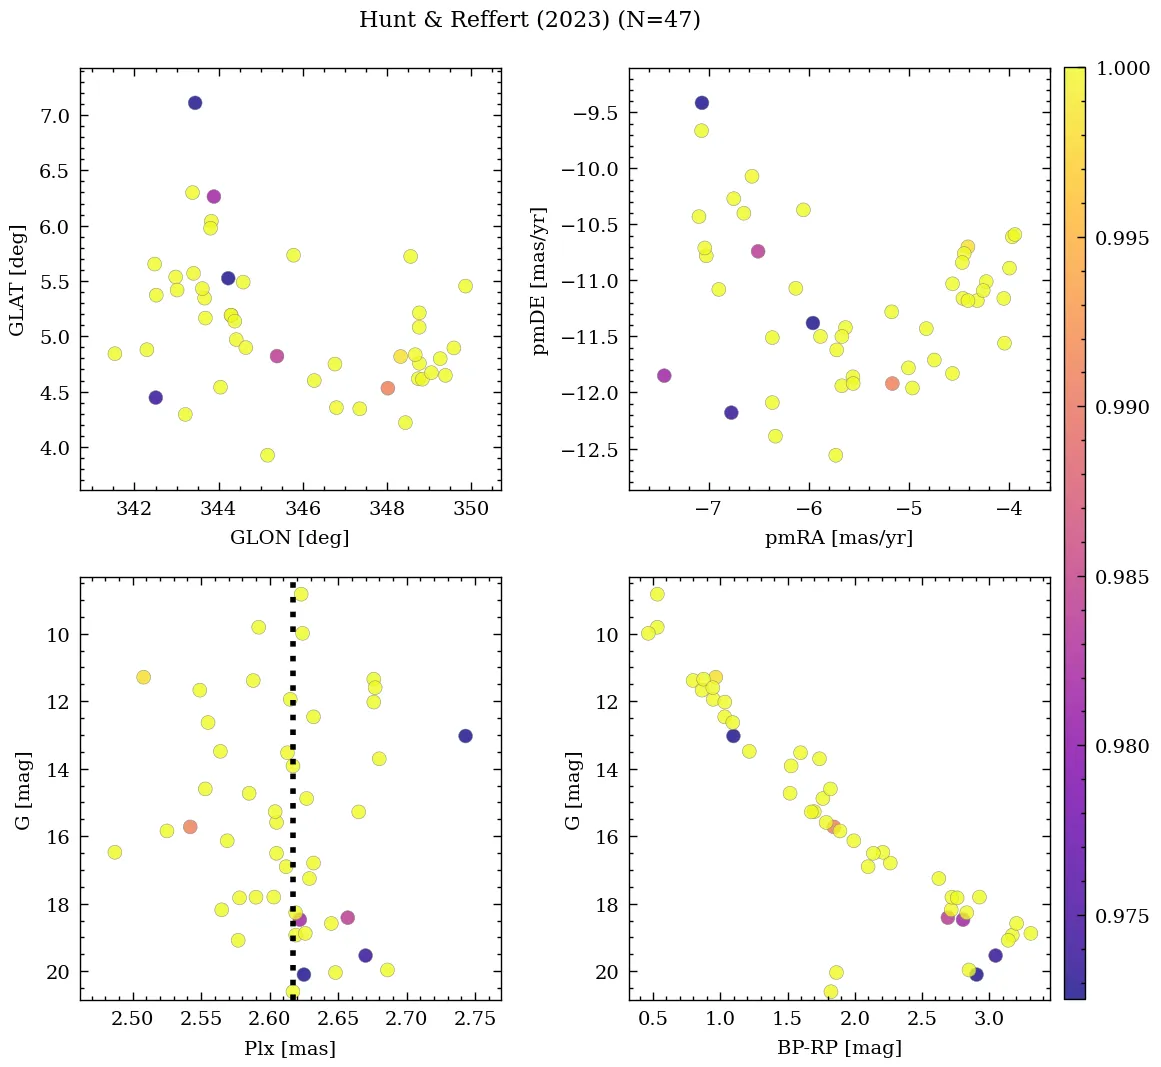 Hunt & Reffert (2023) (N=47)
7.0
6.5
6.0
5.5
5.0
4.5
4.0
GLAT [deg]
342 344 346 348 350
GLON [deg]
−9.5
−10.0
−10.5
−11.0
−11.5
−12.0
−12.5
pmDE [mas/yr]
−7 −6 −5 −4
pmRA [mas/yr]
10
12
14
16
18
20
G [mag]
2.50 2.55 2.60 2.65 2.70 2.75
Plx [mas]
10
12
14
16
18
20
G [mag]
0.5 1.0 1.5 2.0 2.5 3.0
BP-RP [mag]
1.000
0.995
0.990
0.985
0.980
0.975